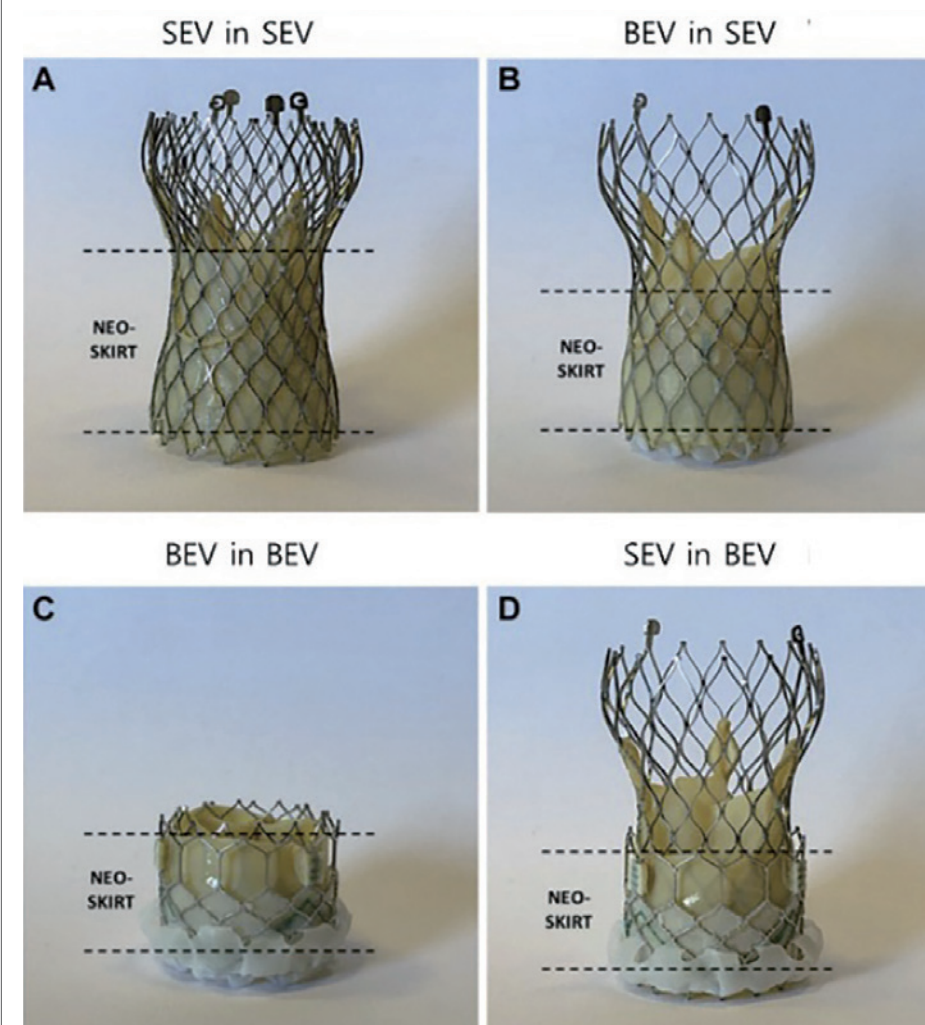 SEV in SEV
BEV in SEV
A
B
NEO-
SKIRT
NEO-
SKIRT
BEV in BEV
SEV in BEV
C
D
NEO-
SKIRT
NEO-
SKIRT